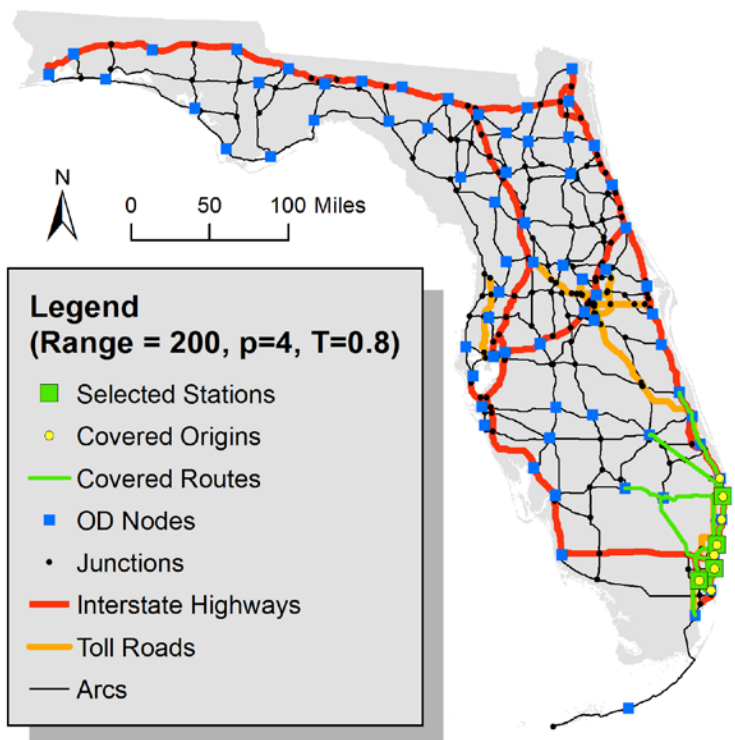 N
0 50 100 Miles
Legend
(Range = 200, p=4, T=0.8)
Selected Stations
Covered Origins
Covered Routes
OD Nodes
Junctions
Interstate Highways
Toll Roads
Arcs